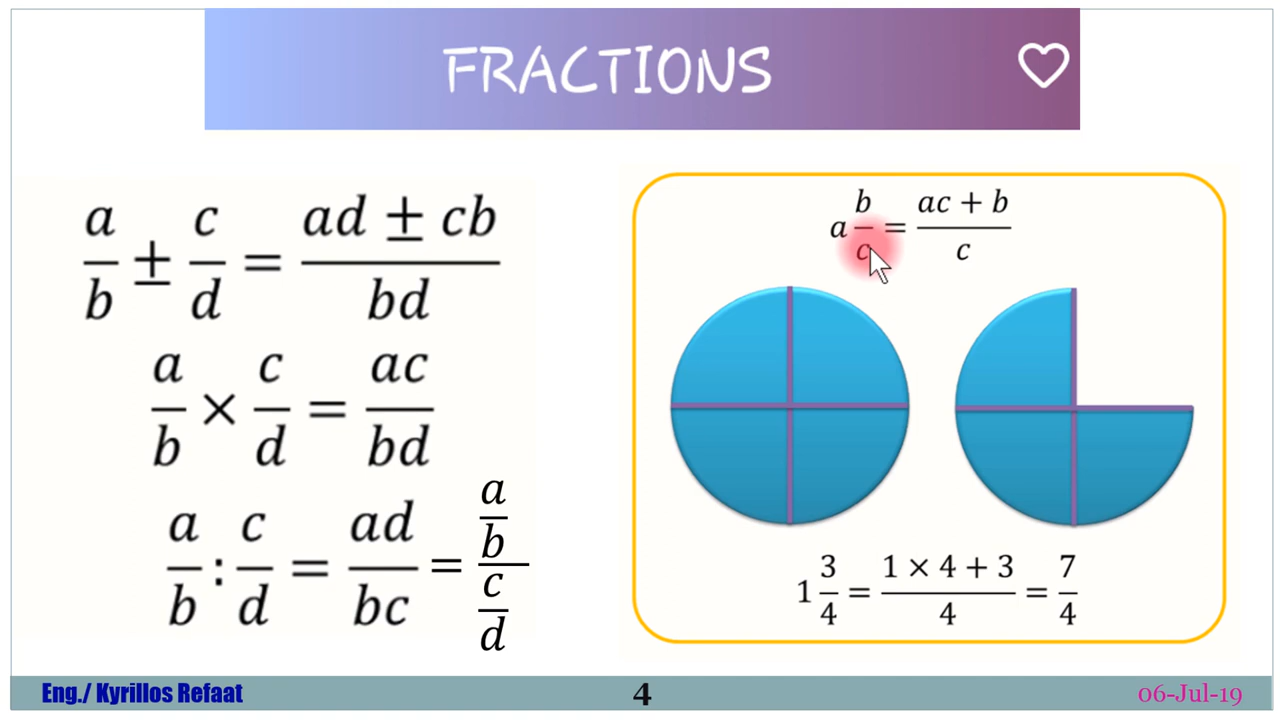 FRACTIONS
a/b ± c/d = (ad ± cb)/bd
a/b × c/d = ac/bd
a/b : c/d = ad/bc = (a/b)/(c/d)
a b/c = (ac + b)/c
1 3/4 = (1 × 4 + 3)/4 = 7/4
Eng./ Kyrillos Refaat
4
06-Jul-19